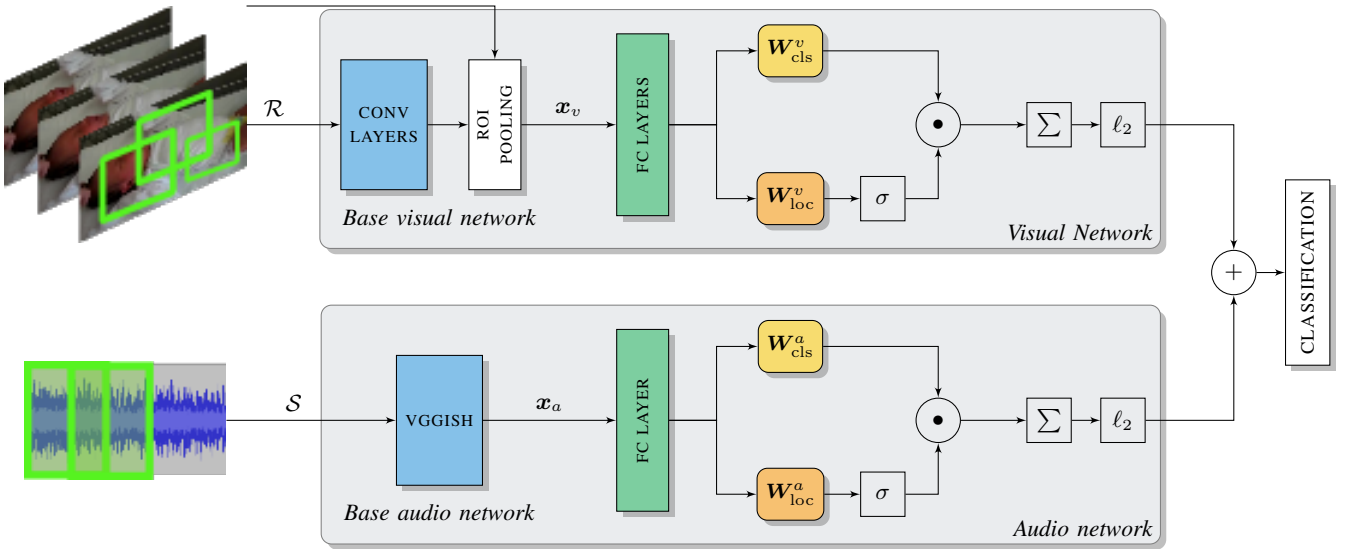 R
CONV
LAYERS
ROI
POOLING
x_v
FC LAYERS
W^v_cls
W^v_loc
σ
•
∑
ℓ_2
Base visual network
Visual Network
+
CLASSIFICATION
S
VGGISH
x_a
FC LAYER
W^a_cls
W^a_loc
σ
•
∑
ℓ_2
Base audio network
Audio network